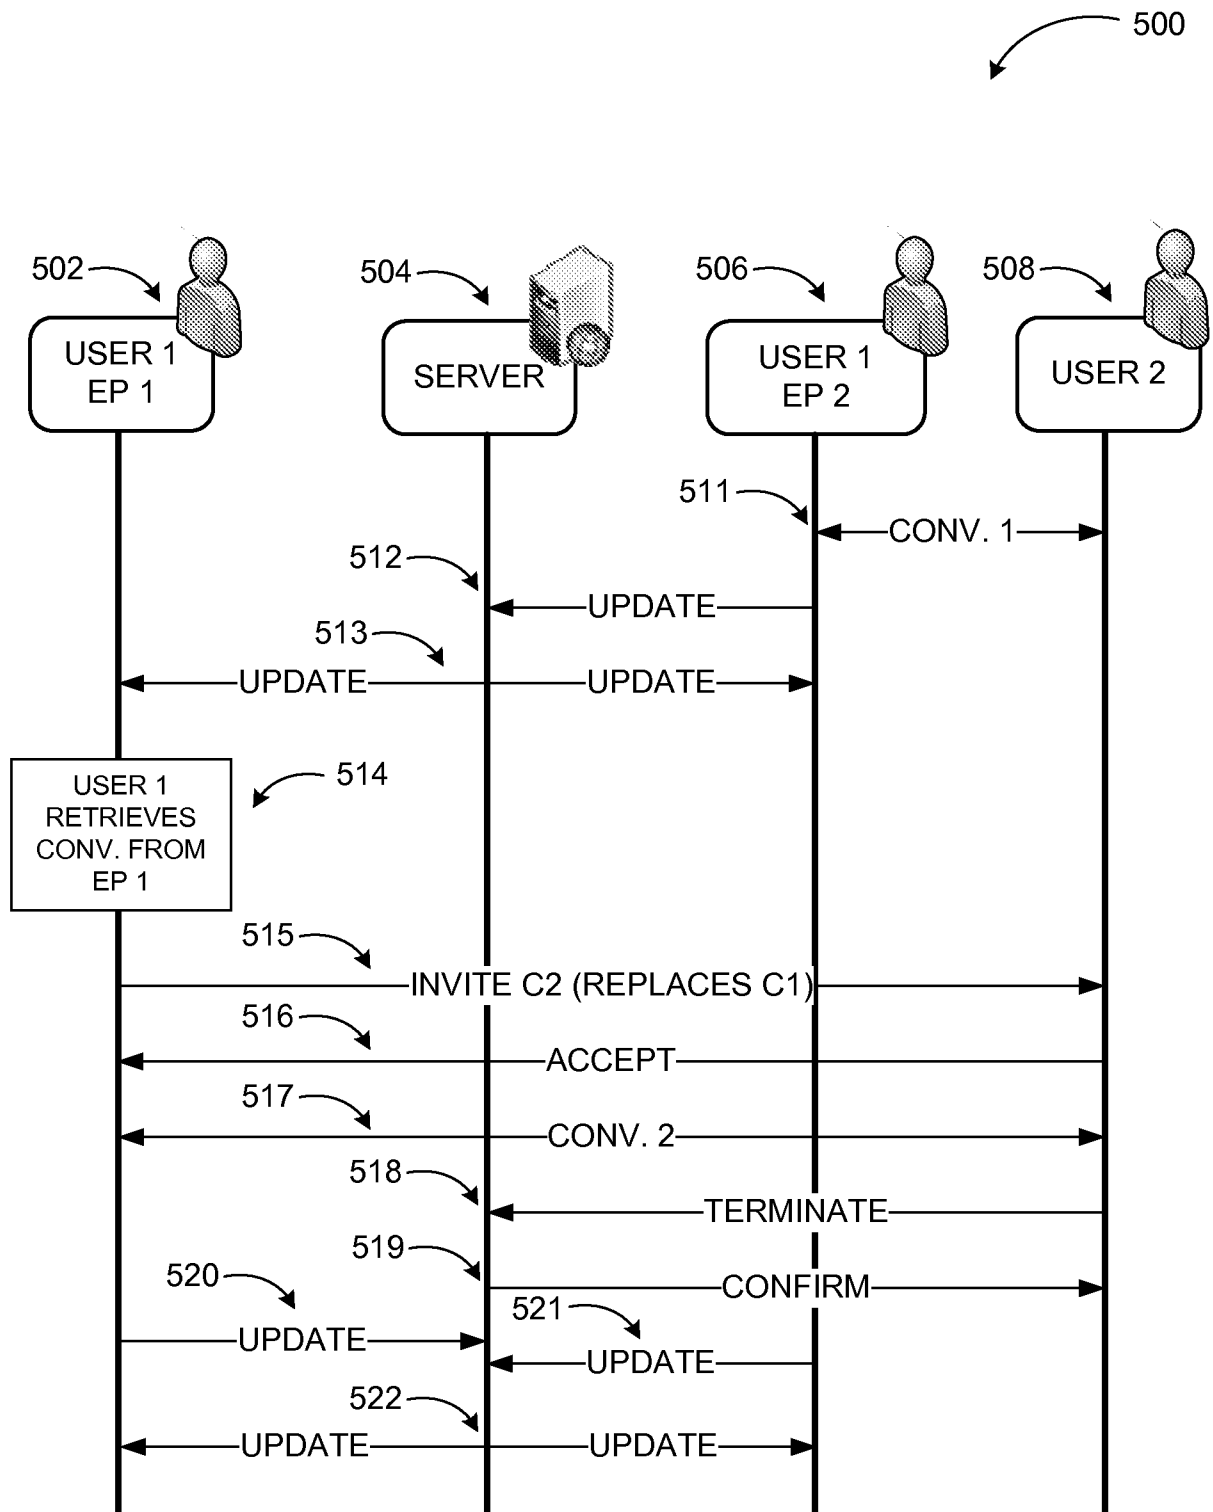 500
502
504
506
508
USER 1
EP 1
SERVER
USER 1
EP 2
USER 2
511
CONV. 1
512
UPDATE
513
UPDATE
UPDATE
514
USER 1
RETRIEVES
CONV. FROM
EP 1
515
INVITE C2 (REPLACES C1)
516
ACCEPT
517
CONV. 2
518
TERMINATE
519
CONFIRM
520
UPDATE
521
UPDATE
522
UPDATE
UPDATE